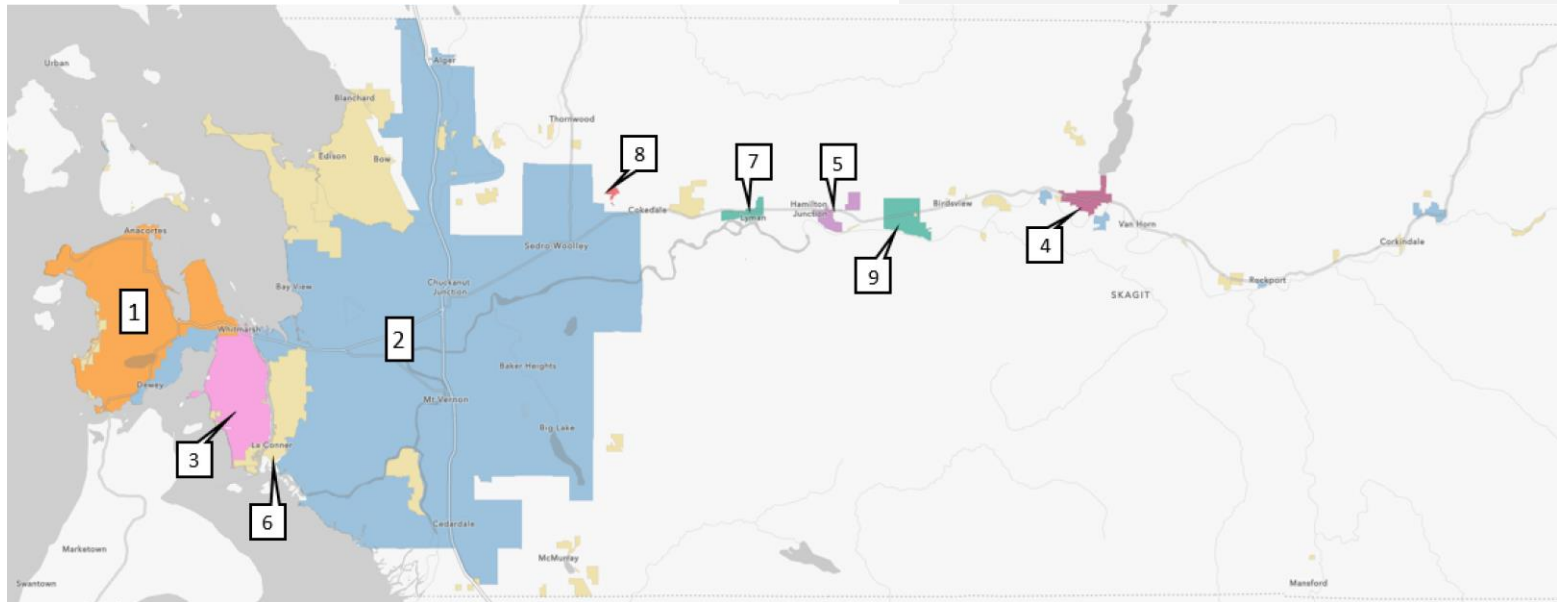 Urban
Alger
Blanchard
Thornwood
Edison
Bow
8
7
5
Cokedale
Lyman
Hamilton
Junction
Birdsview
4
Van Horn
Anacortes
Sedro-Woolley
9
Corkindale
Bay View
Chuckanut
Junction
SKAGIT
Rockport
1
Whitmarsh
2
Dewey
Baker Heights
Mt Vernon
3
La Conner
Big Lake
6
Cedardale
Marketown
McMurray
Swantown
Mansford